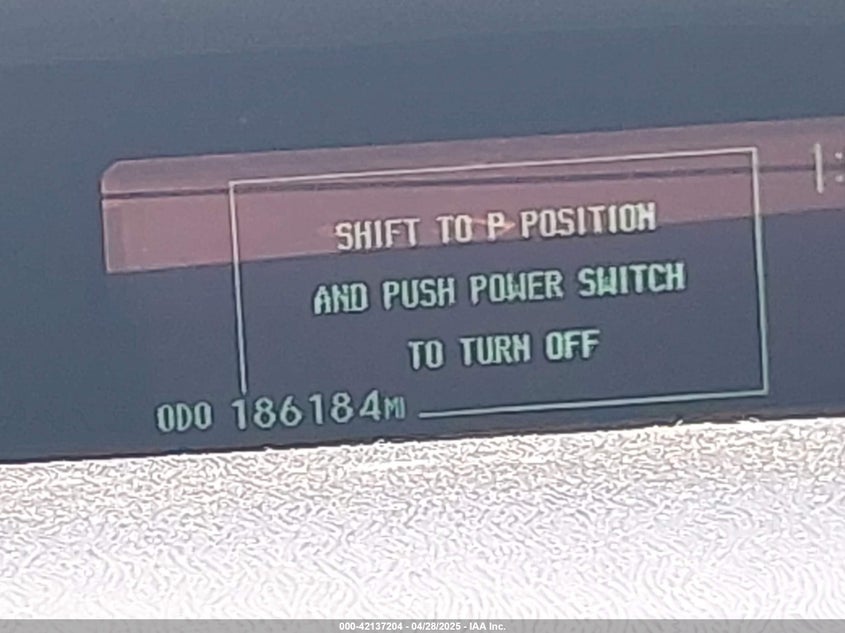 SHIFT TO P POSITION
AND PUSH POWER SWITCH
TO TURN OFF
ODO 186184MI
000-42137204 - 04/28/2025 - IAA Inc.